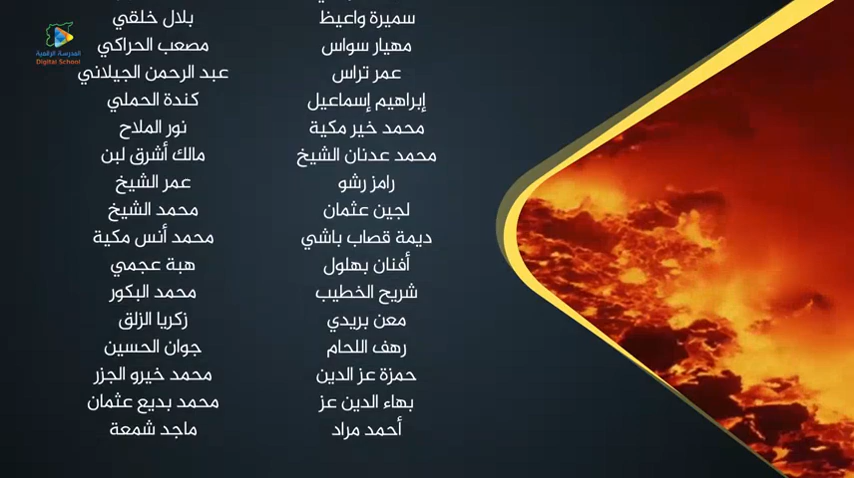 سميرة واعيظ
بلال خلقي
المدرسة الرقمية
Digital School
مهيار سواس
مصعب الحراكي
عمر تراس
عبد الرحمن الجيلاني
إبراهيم إسماعيل
كندة الحملي
محمد خير مكية
نور الملاح
محمد عدنان الشيخ
مالك أشرق لبن
رامز رشو
عمر الشيخ
لجين عثمان
محمد الشيخ
ديمة قصاب باشي
محمد أنس مكية
أفنان بهلول
هبة عجمي
شريح الخطيب
محمد البكور
معن بريدي
زكريا الزلق
رهف اللحام
جوان الحسين
حمزة عز الدين
محمد خيرو الجزر
بهاء الدين عز
محمد بديع عثمان
أحمد مراد
ماجد شمعة